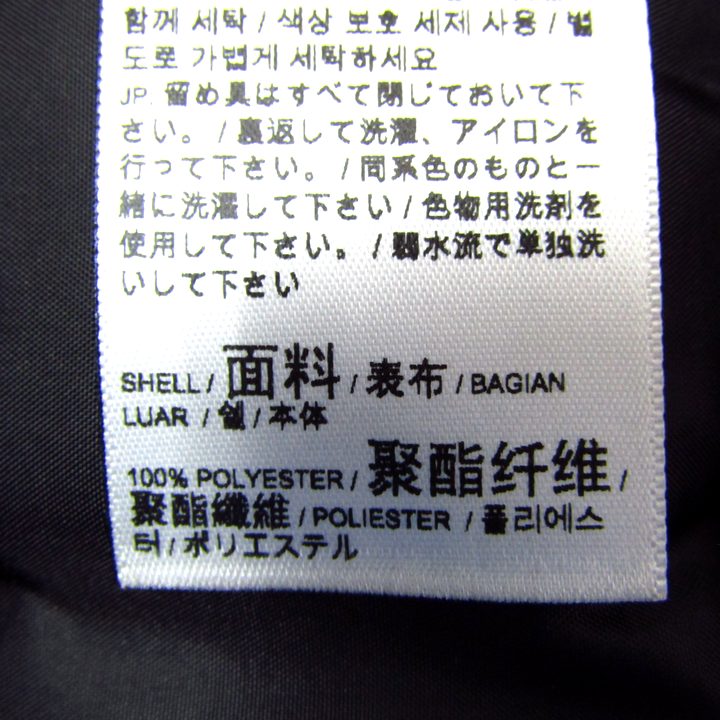 함께 세탁 / 색상 보호 세제 사용 / 별
도로 가볍게 세탁하세요
JP. 留め具はすべて閉じておいて下
さい。 / 裏返して洗濯、アイロンを
行って下さい。 / 同系色のものと一
緒に洗濯して下さい / 色物用洗剤を
使用して下さい。 / 弱水流で単独洗
いして下さい
SHELL / 面料 / 表布 / BAGIAN
LUAR / 쉘 / 本体
100% POLYESTER / 聚酯纤维 /
聚酯纖維 / POLIESTER / 폴리에스
터 / ポリエステル